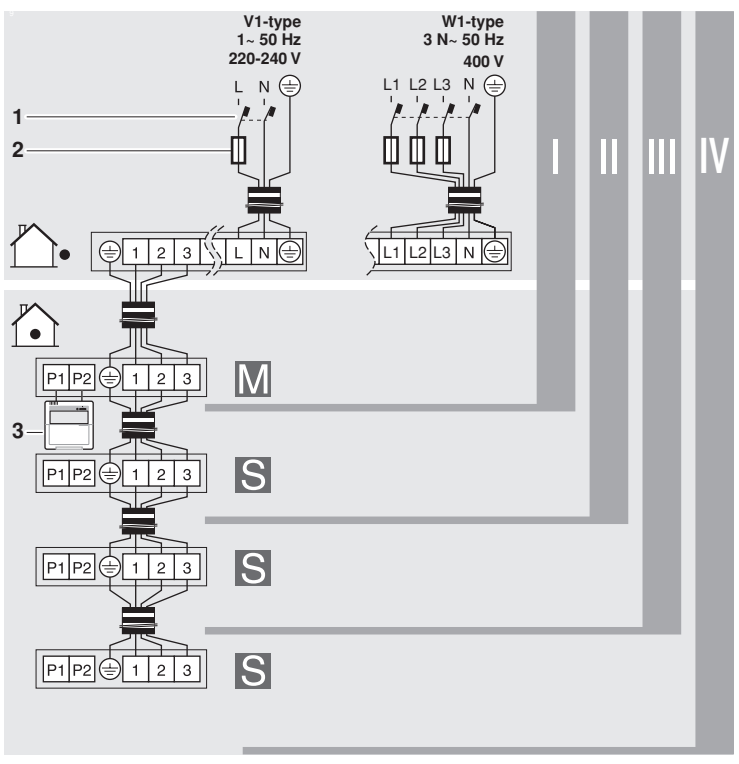 V1-type
1~ 50 Hz
220-240 V
W1-type
3 N~ 50 Hz
400 V
L N
L1 L2 L3 N
1
2
I II III IV
1 2 3 L N
L1 L2 L3 N
P1 P2 1 2 3
M
3
P1 P2 1 2 3
S
P1 P2 1 2 3
S
P1 P2 1 2 3
S